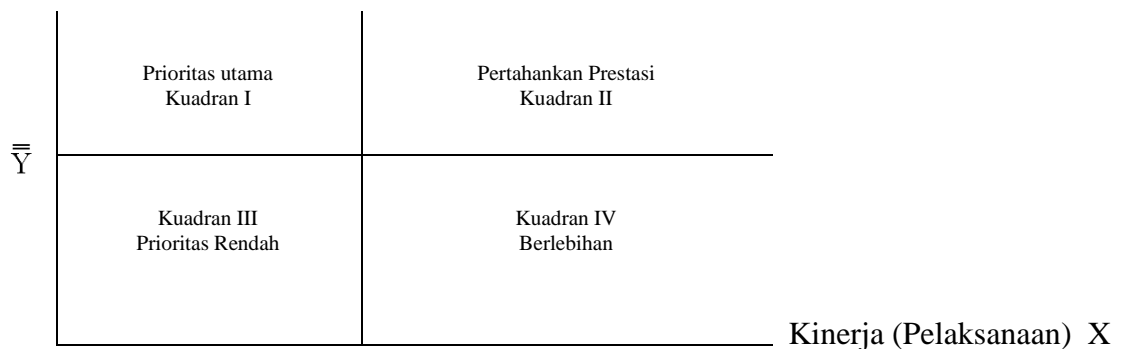 Prioritas utama
Kuadran I
Pertahankan Prestasi
Kuadran II
Y̿
Kuadran III
Prioritas Rendah
Kuadran IV
Berlebihan
Kinerja (Pelaksanaan) X